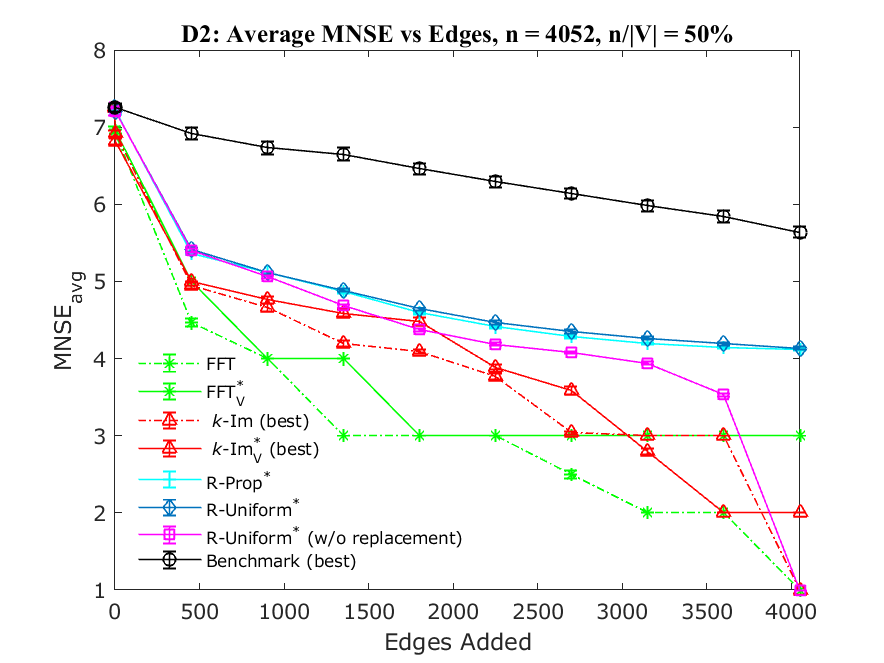 D2: Average MNSE vs Edges, n = 4052, n/|V| = 50%
MNSE_avg
8
7
6
5
4
3
2
1
FFT
FFT*_V
k-Im (best)
k-Im*_V (best)
R-Prop*
R-Uniform*
R-Uniform* (w/o replacement)
Benchmark (best)
0 500 1000 1500 2000 2500 3000 3500 4000
Edges Added